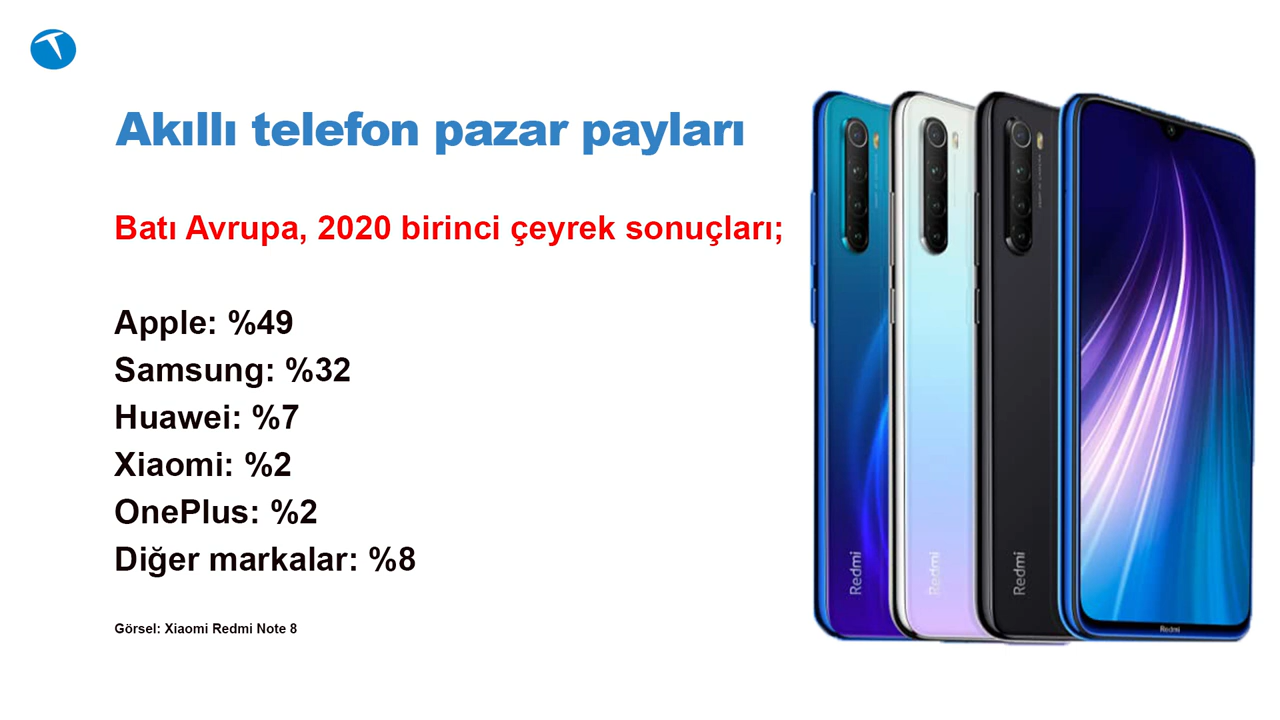 Akıllı telefon pazar payları
Batı Avrupa, 2020 birinci çeyrek sonuçları;
Apple: %49
Samsung: %32
Huawei: %7
Xiaomi: %2
OnePlus: %2
Diğer markalar: %8
Görsel: Xiaomi Redmi Note 8
Redmi
Redmi
Redmi
Redmi